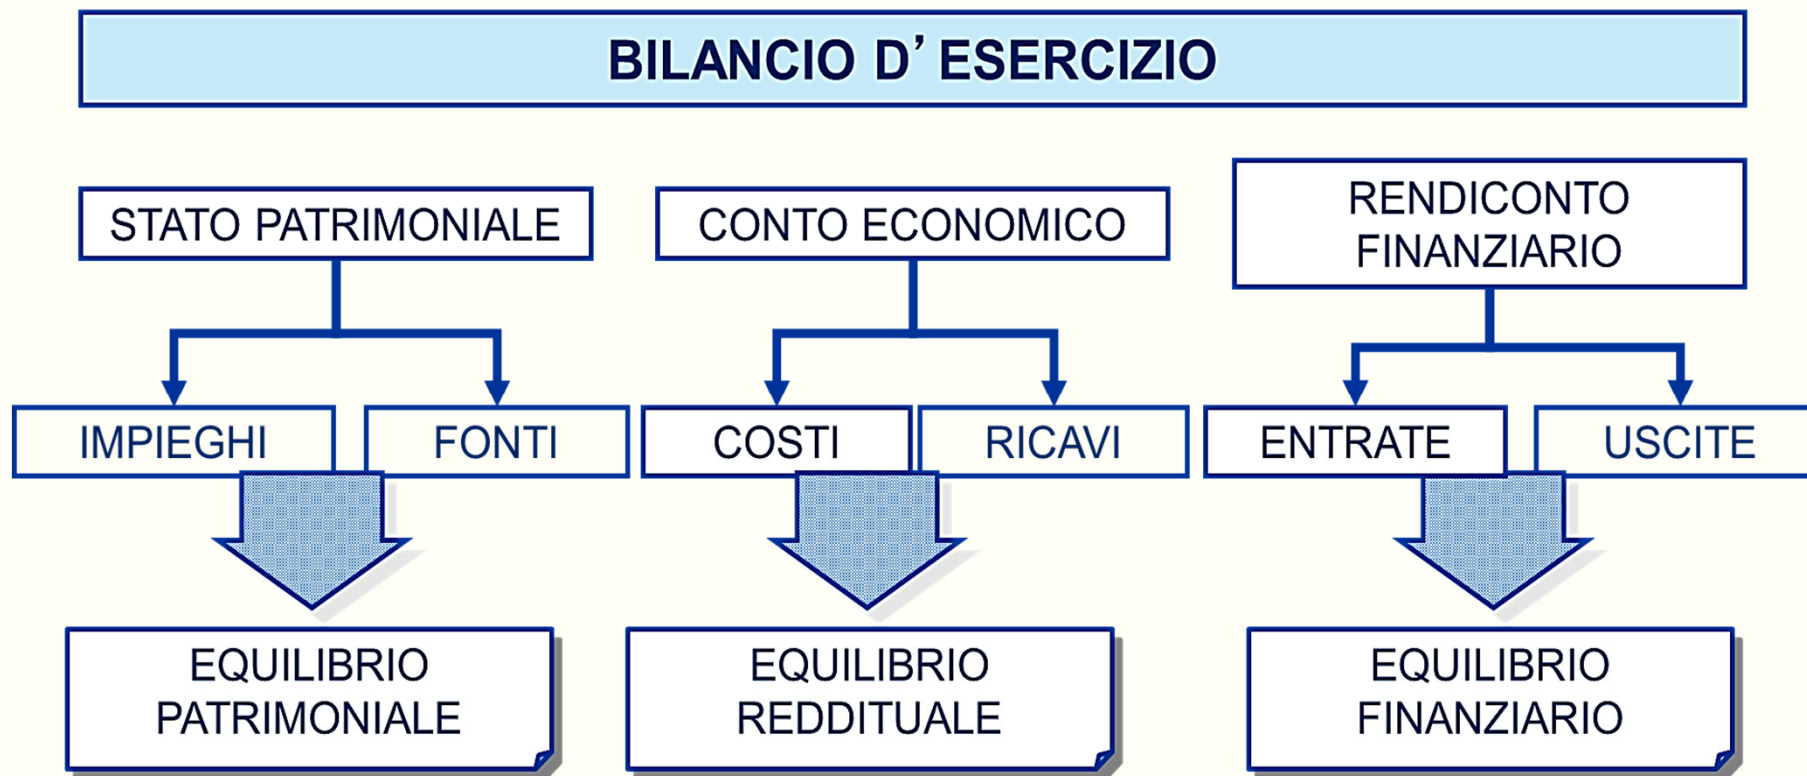 BILANCIO D’ ESERCIZIO
STATO PATRIMONIALE
CONTO ECONOMICO
RENDICONTO
FINANZIARIO
IMPIEGHI
FONTI
COSTI
RICAVI
ENTRATE
USCITE
EQUILIBRIO
PATRIMONIALE
EQUILIBRIO
REDDITUALE
EQUILIBRIO
FINANZIARIO